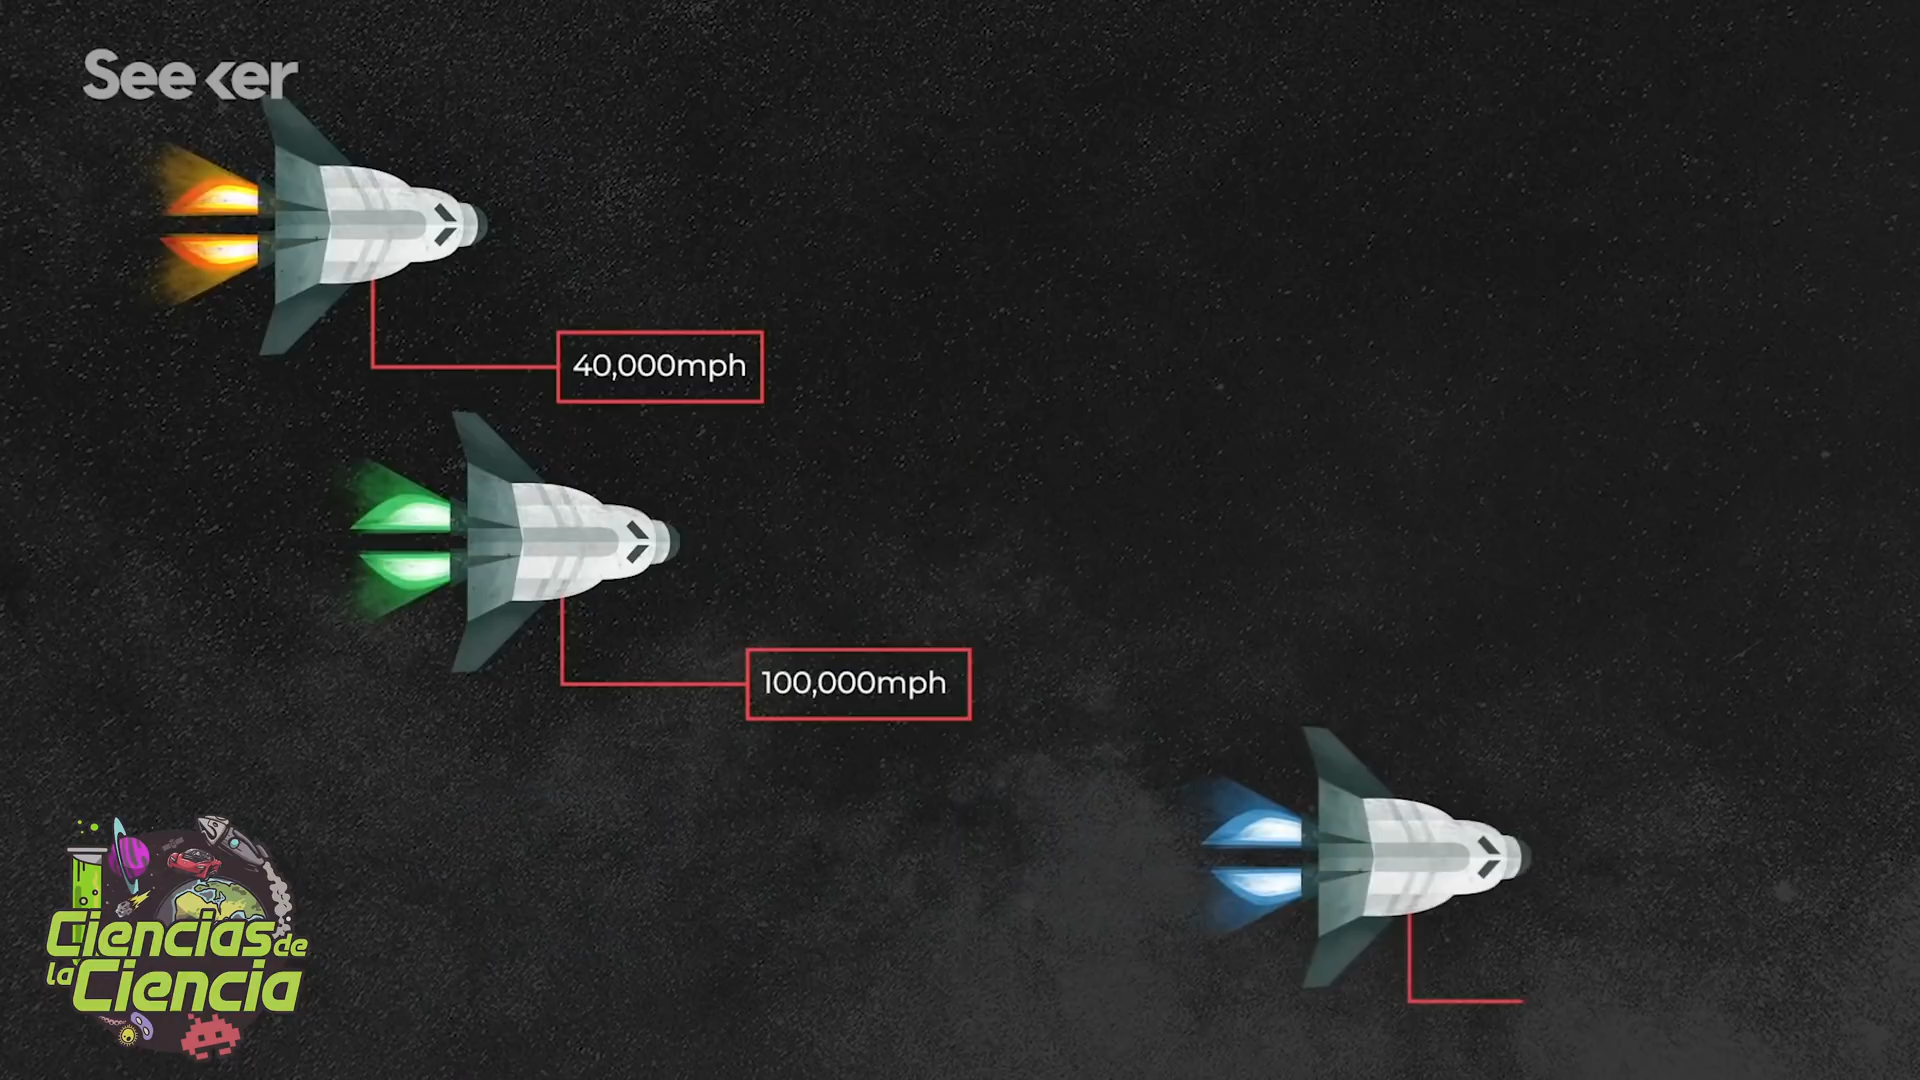 Seeker
40,000mph
100,000mph
Ciencias de
la Ciencia